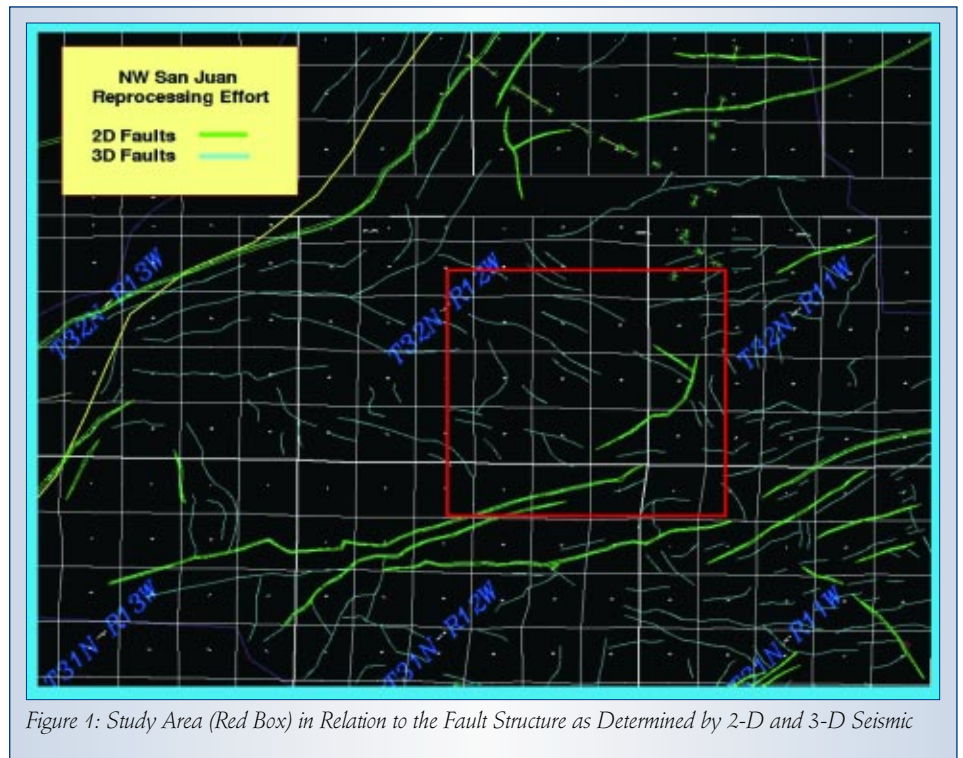 NW San Juan
Reprocessing Effort
2D Faults
3D Faults
T32N-R13W
T32N-R12W
T32N-R11W
T31N-R13W
T31N-R12W
T31N-R11W
Figure 1: Study Area (Red Box) in Relation to the Fault Structure as Determined by 2-D and 3-D Seismic